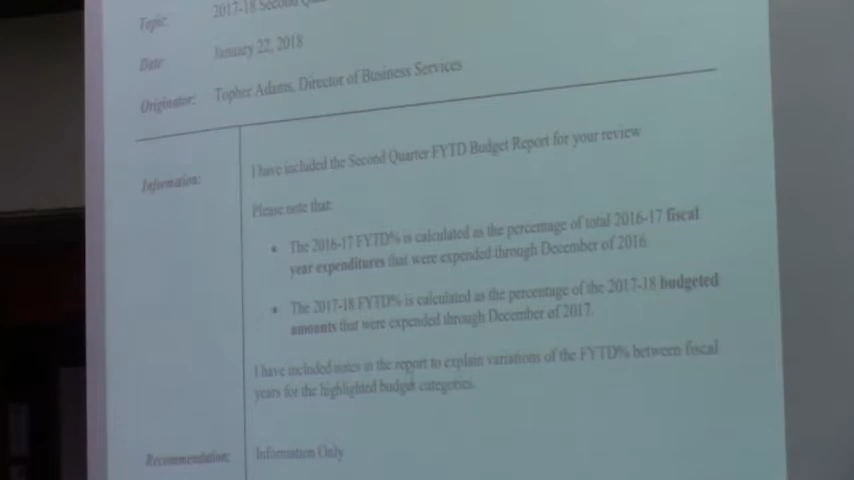 Topic: 2017-18 Second
Date: January 22, 2018
Originator: Topher Adams, Director of Business Services
Information: I have included the Second Quarter FYTD Budget Report for your review
Please note that:
• The 2016-17 FYTD% is calculated as the percentage of total 2016-17 fiscal
year expenditures that were expended through December of 2016.
• The 2017-18 FYTD% is calculated as the percentage of the 2017-18 budgeted
amounts that were expended through December of 2017.
I have included notes in the report to explain variations of the FYTD% between fiscal
years for the highlighted budget categories.
Recommendation: Information Only